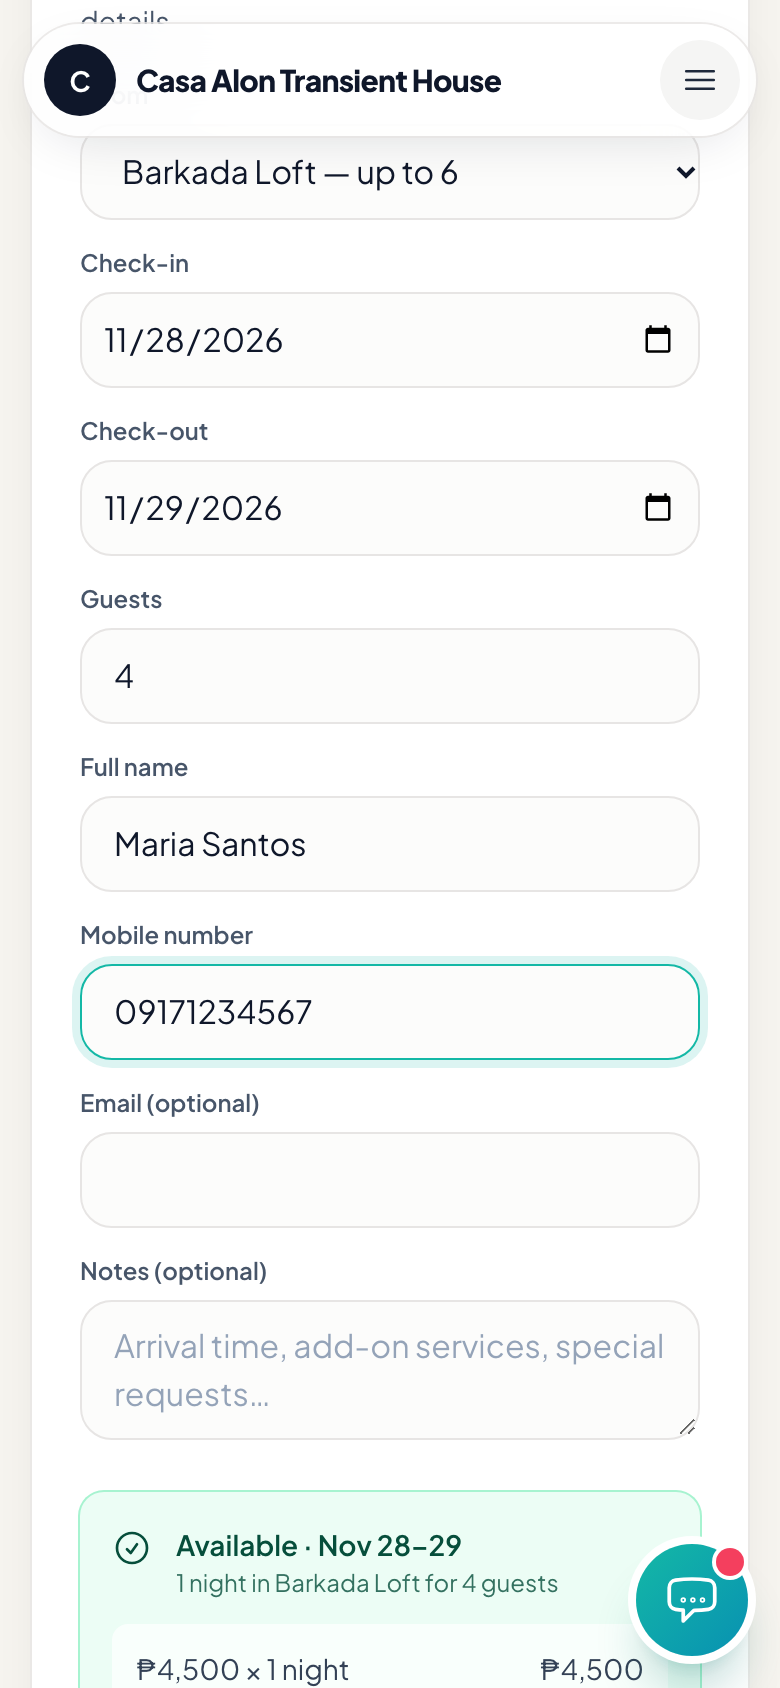 details
C
Casa Alon Transient House
Barkada Loft — up to 6
Check-in
11/28/2026
Check-out
11/29/2026
Guests
4
Full name
Maria Santos
Mobile number
09171234567
Email (optional)
Notes (optional)
Arrival time, add-on services, special
requests...
Available · Nov 28–29
1 night in Barkada Loft for 4 guests
₱4,500 × 1 night
₱4,500